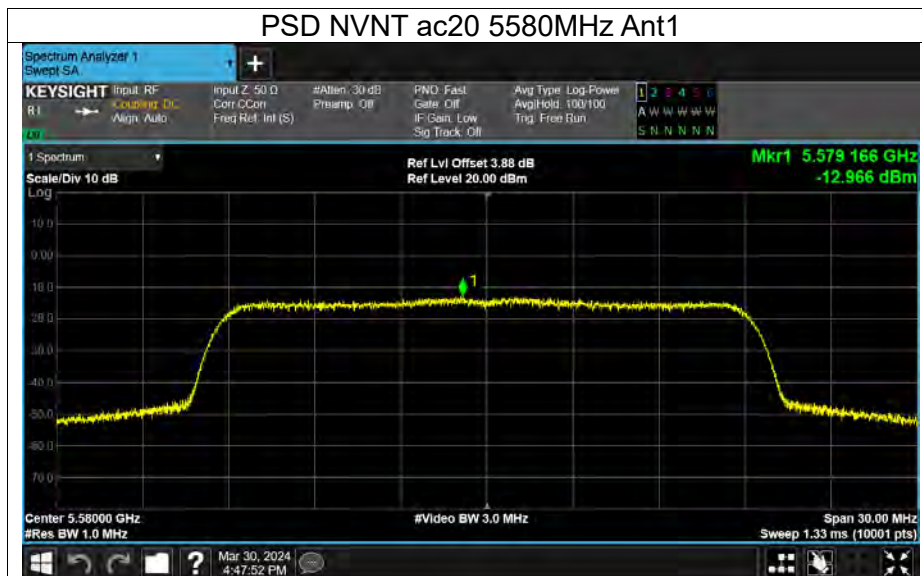 PSD NVNT ac20 5580MHz Ant1
Spectrum Analyzer 1
Swept SA
+
KEYSIGHT Input: RF Input Z: 50 Ω #Atten: 30 dB PNO: Fast Avg Type: Log-Power 1 2 3 4 5 6
Coupling: DC Corr CCorr Preamp: Off Gate: Off Avg|Hold: 100/100 A W W W W W
Align: Auto Freq Ref: Int (S) IF Gain: Low Trig: Free Run
Sig Track: Off S N N N N N
1 Spectrum Ref Lvl Offset 3.88 dB Mkr1 5.579 166 GHz
Scale/Div 10 dB Ref Level 20.00 dBm -12.966 dBm
Log
10.0
0.00
-10.0
1
-20.0
-30.0
-40.0
-50.0
-60.0
-70.0
Center 5.58000 GHz #Video BW 3.0 MHz Span 30.00 MHz
#Res BW 1.0 MHz Sweep 1.33 ms (10001 pts)
? Mar 30, 2024
4:47:52 PM